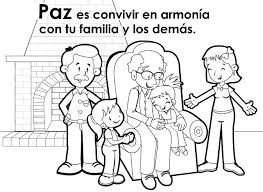 Paz es convivir en armonía
con tu familia y los demás.